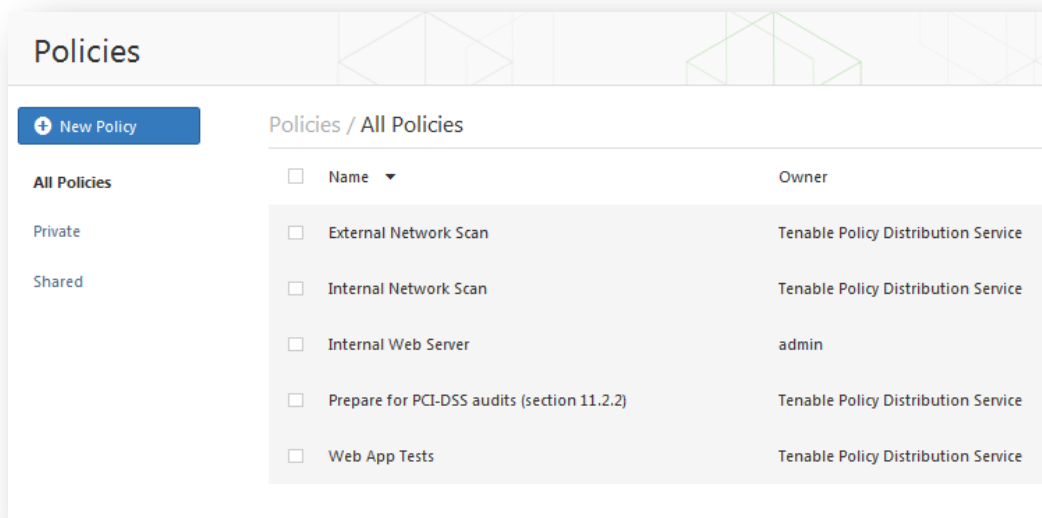 Policies
New Policy
All Policies
Private
Shared
Policies / All Policies
Name Owner
External Network Scan Tenable Policy Distribution Service
Internal Network Scan Tenable Policy Distribution Service
Internal Web Server admin
Prepare for PCI-DSS audits (section 11.2.2) Tenable Policy Distribution Service
Web App Tests Tenable Policy Distribution Service